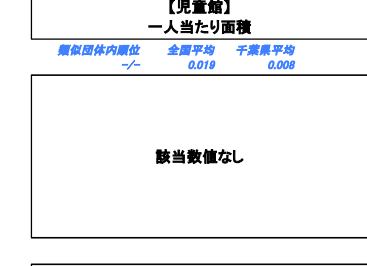 【児童館】
一人当たり面積
類似団体内順位 全国平均 千葉県平均
-/- 0.019 0.008
該当数値なし